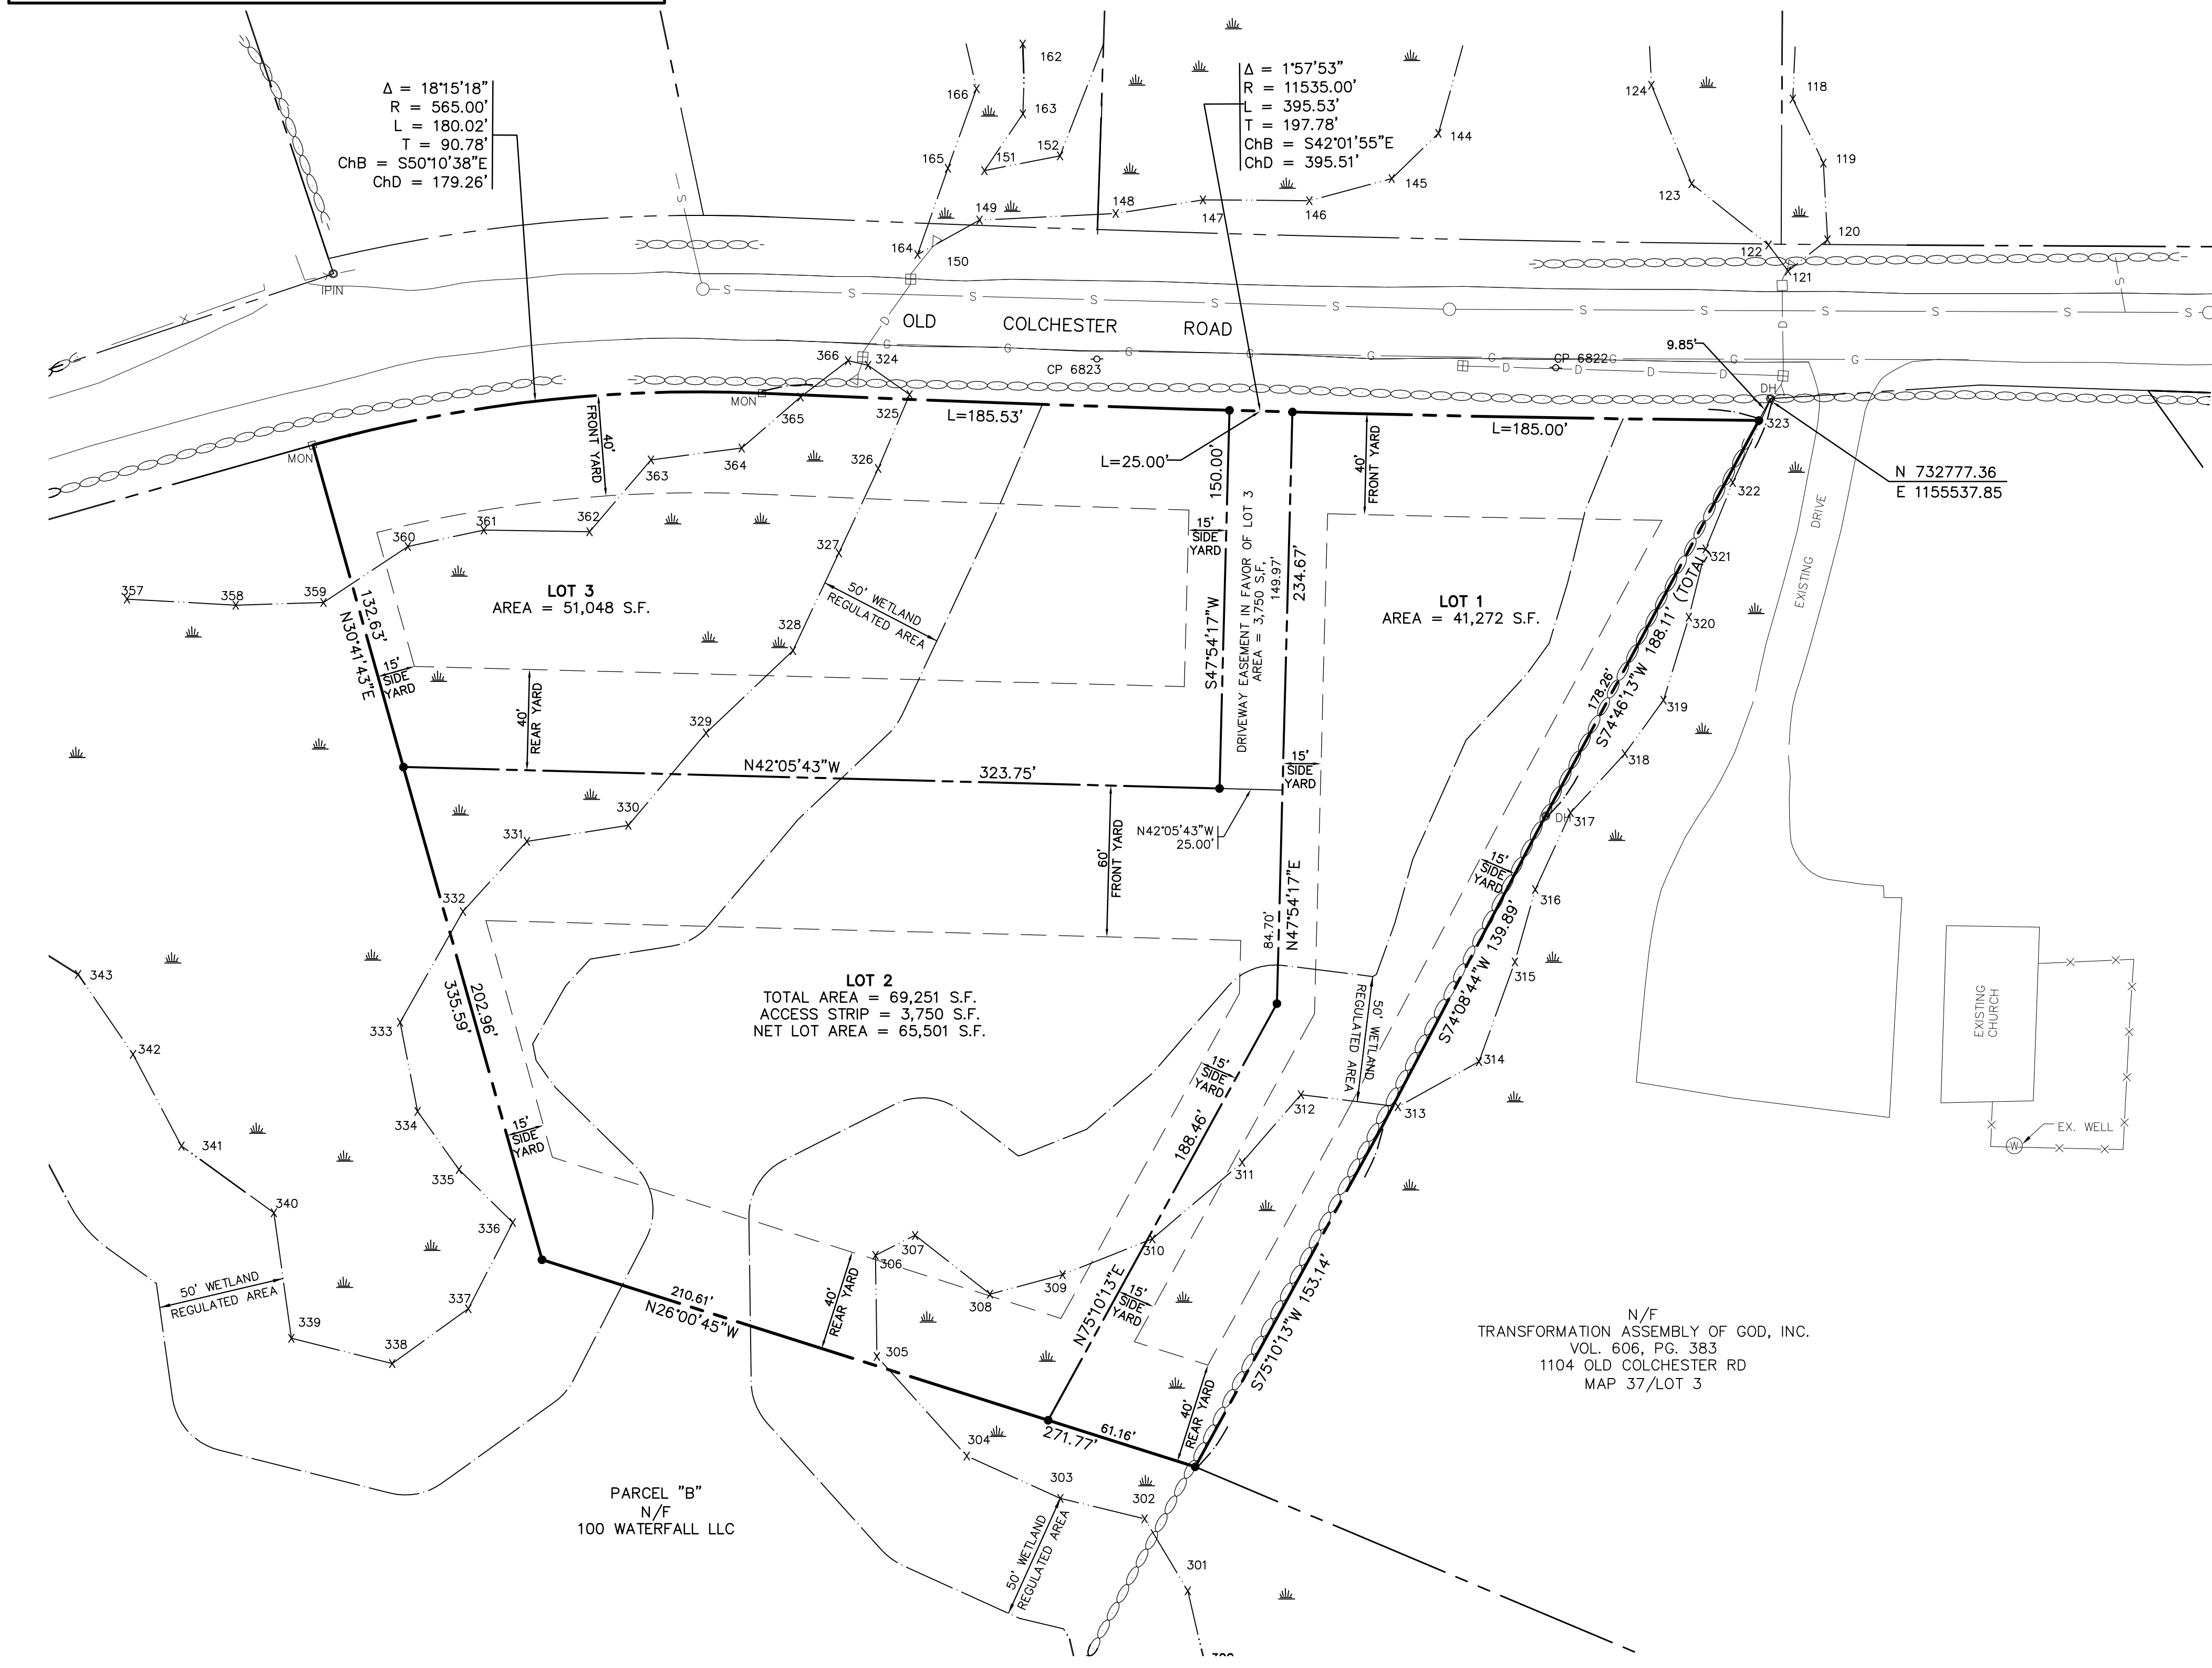 Δ = 18°15'18"
R = 565.00'
L = 180.02'
T = 90.78'
ChB = S50°10'38"E
ChD = 179.26'
Δ = 1°57'53"
R = 11535.00'
L = 395.53'
T = 197.78'
ChB = S42°01'55"E
ChD = 395.51'
162
163
166
165
151
152
149
148
147
146
145
144
164
150
124
123
122
121
118
119
120
IPIN
S
S
S
S
S
S
S
S
S
S
S
S
S
S
D
D
OLD COLCHESTER ROAD
G
G
G
G
G
G
G
G
G
CP 6823
CP 6822
D
D
D
D
9.85'
DH
323
MON
MON
366
324
365
325
L=185.53'
L=25.00'
L=185.00'
N 732777.36
E 1155537.85
40'
FRONT YARD
40'
FRONT YARD
364
363
362
361
360
359
358
357
326
327
328
329
330
331
332
333
334
335
336
337
338
339
340
341
342
343
322
321
320
319
318
317
316
315
314
313
312
311
310
309
308
307
306
305
304
303
302
301
LOT 3
AREA = 51,048 S.F.
50' WETLAND
REGULATED AREA
15'
SIDE
YARD
150.00'
S47°54'17"W
DRIVEWAY EASEMENT IN FAVOR OF LOT 3
AREA = 3,750 S.F.
149.97'
234.67'
LOT 1
AREA = 41,272 S.F.
EXISTING DRIVE
132.63'
N30°41'43"E
15'
SIDE
YARD
40'
REAR YARD
N42°05'43"W 323.75'
15'
SIDE
YARD
N42°05'43"W
25.00'
60'
FRONT YARD
84.70'
N47°54'17"E
178.26'
S74°46'13"W 188.11' (TOTAL)
DH
15'
SIDE
YARD
S74°08'44"W 139.89'
202.96'
335.59'
LOT 2
TOTAL AREA = 69,251 S.F.
ACCESS STRIP = 3,750 S.F.
NET LOT AREA = 65,501 S.F.
50' WETLAND
REGULATED AREA
EXISTING
CHURCH
W
EX. WELL
15'
SIDE
YARD
15'
SIDE
YARD
188.46'
N75°10'13"E
15'
SIDE
YARD
S75°10'13"W 153.14'
40'
REAR YARD
40'
REAR YARD
50' WETLAND
REGULATED AREA
210.61'
N26°00'45"W
271.77'
61.16'
N/F
TRANSFORMATION ASSEMBLY OF GOD, INC.
VOL. 606, PG. 383
1104 OLD COLCHESTER RD
MAP 37/LOT 3
PARCEL "B"
N/F
100 WATERFALL LLC
50' WETLAND
REGULATED AREA